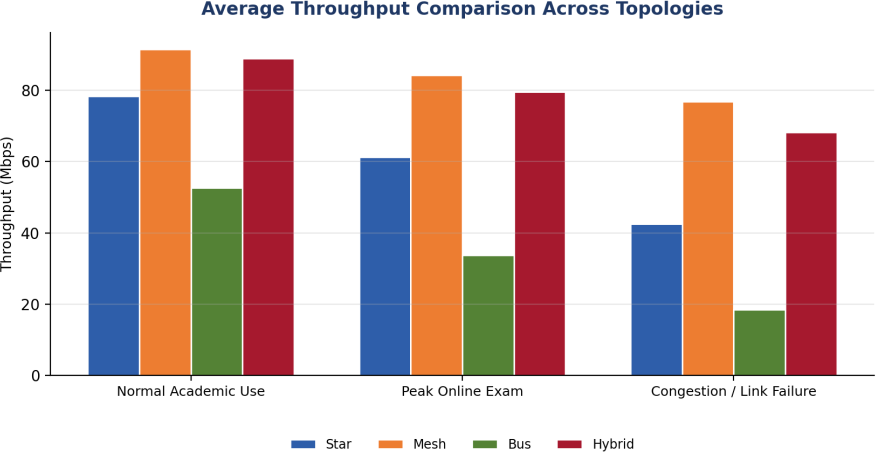 Average Throughput Comparison Across Topologies
Throughput (Mbps)
80
60
40
20
0
Normal Academic Use
Peak Online Exam
Congestion / Link Failure
Star
Mesh
Bus
Hybrid